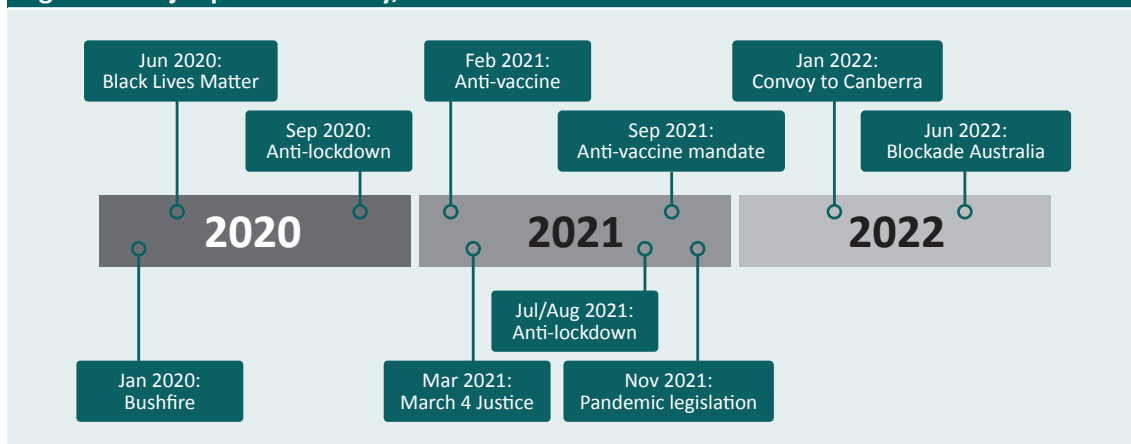 Jun 2020:
Black Lives Matter
Sep 2020:
Anti-lockdown
Feb 2021:
Anti-vaccine
Sep 2021:
Anti-vaccine mandate
Jan 2022:
Convoy to Canberra
Jun 2022:
Blockade Australia
2020
2021
2022
Jan 2020:
Bushfire
Mar 2021:
March 4 Justice
Jul/Aug 2021:
Anti-lockdown
Nov 2021:
Pandemic legislation